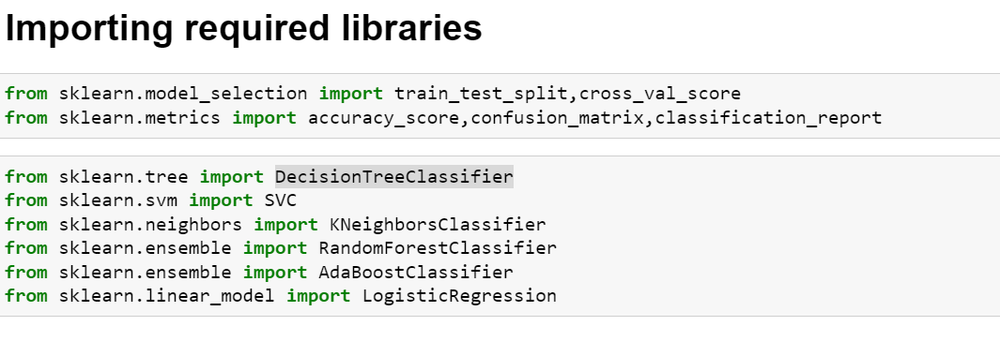 Importing required libraries
from sklearn.model_selection import train_test_split,cross_val_score
from sklearn.metrics import accuracy_score,confusion_matrix,classification_report
from sklearn.tree import DecisionTreeClassifier
from sklearn.svm import SVC
from sklearn.neighbors import KNeighborsClassifier
from sklearn.ensemble import RandomForestClassifier
from sklearn.ensemble import AdaBoostClassifier
from sklearn.linear_model import LogisticRegression